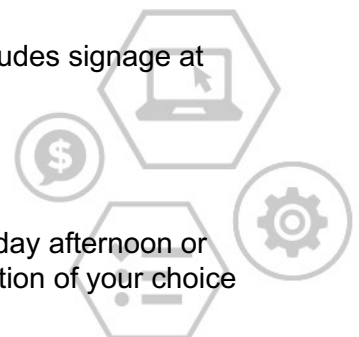 udes signage at
$
day afternoon or
tion of your choice